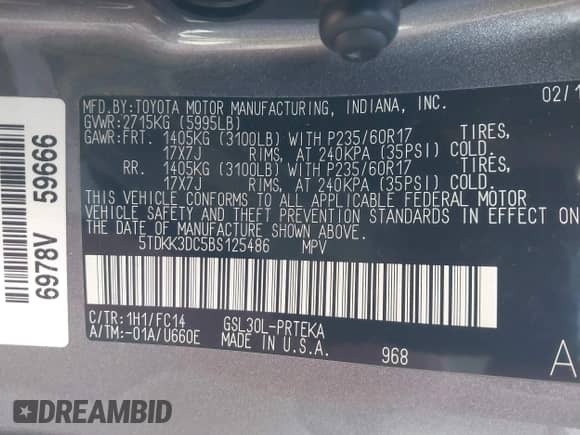 MFD.BY:TOYOTA MOTOR MANUFACTURING, INDIANA, INC. 02/1
GVWR:2715KG (5995LB)
GAWR:FRT. 1405KG (3100LB) WITH P235/60R17 TIRES,
17X7J RIMS, AT 240KPA (35PSI) COLD.
RR. 1405KG (3100LB) WITH P235/60R17 TIRES,
17X7J RIMS, AT 240KPA (35PSI) COLD.
THIS VEHICLE CONFORMS TO ALL APPLICABLE FEDERAL MOTOR
VEHICLE SAFETY AND THEFT PREVENTION STANDARDS IN EFFECT ON
THE DATE OF MANUFACTURE SHOWN ABOVE.
5TDKK3DC5BS125486 MPV
C/TR:1H1/FC14 GSL30L-PRTEKA
A/TM:-01A/U660E MADE IN U.S.A. 968 A
6978V 59666
DREAMBID